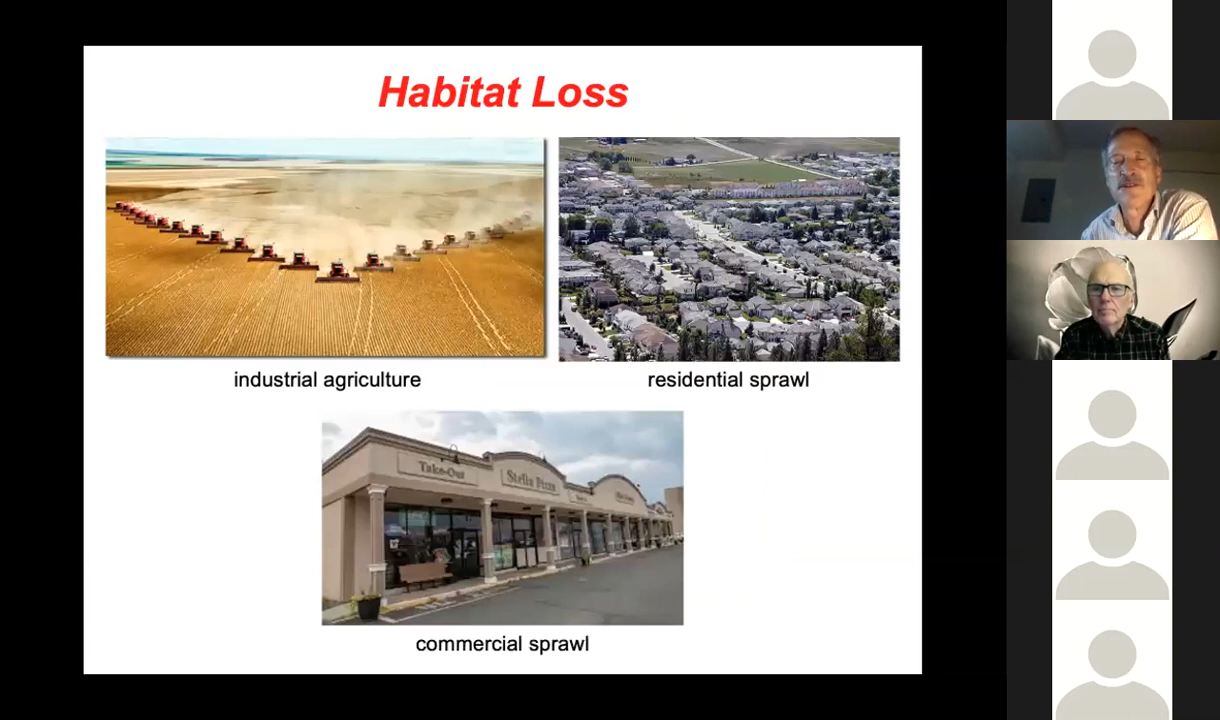 Habitat Loss
industrial agriculture
residential sprawl
Take-Out
Stella Pizza
commercial sprawl